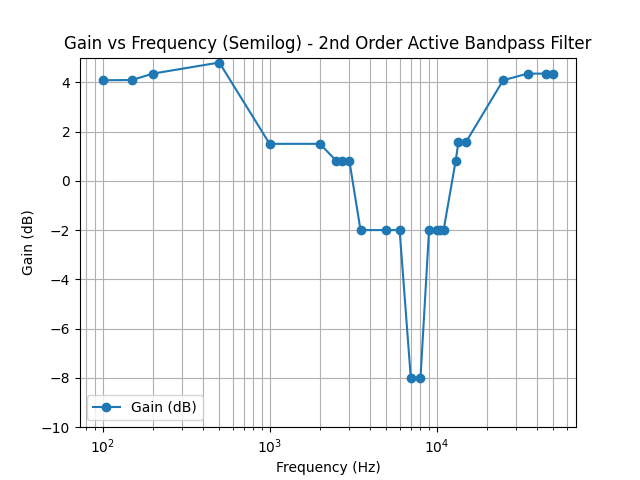 Gain vs Frequency (Semilog) - 2nd Order Active Bandpass Filter
4
2
0
−2
−4
−6
−8
−10
Gain (dB)
Gain (dB)
10²
10³
10⁴
Frequency (Hz)